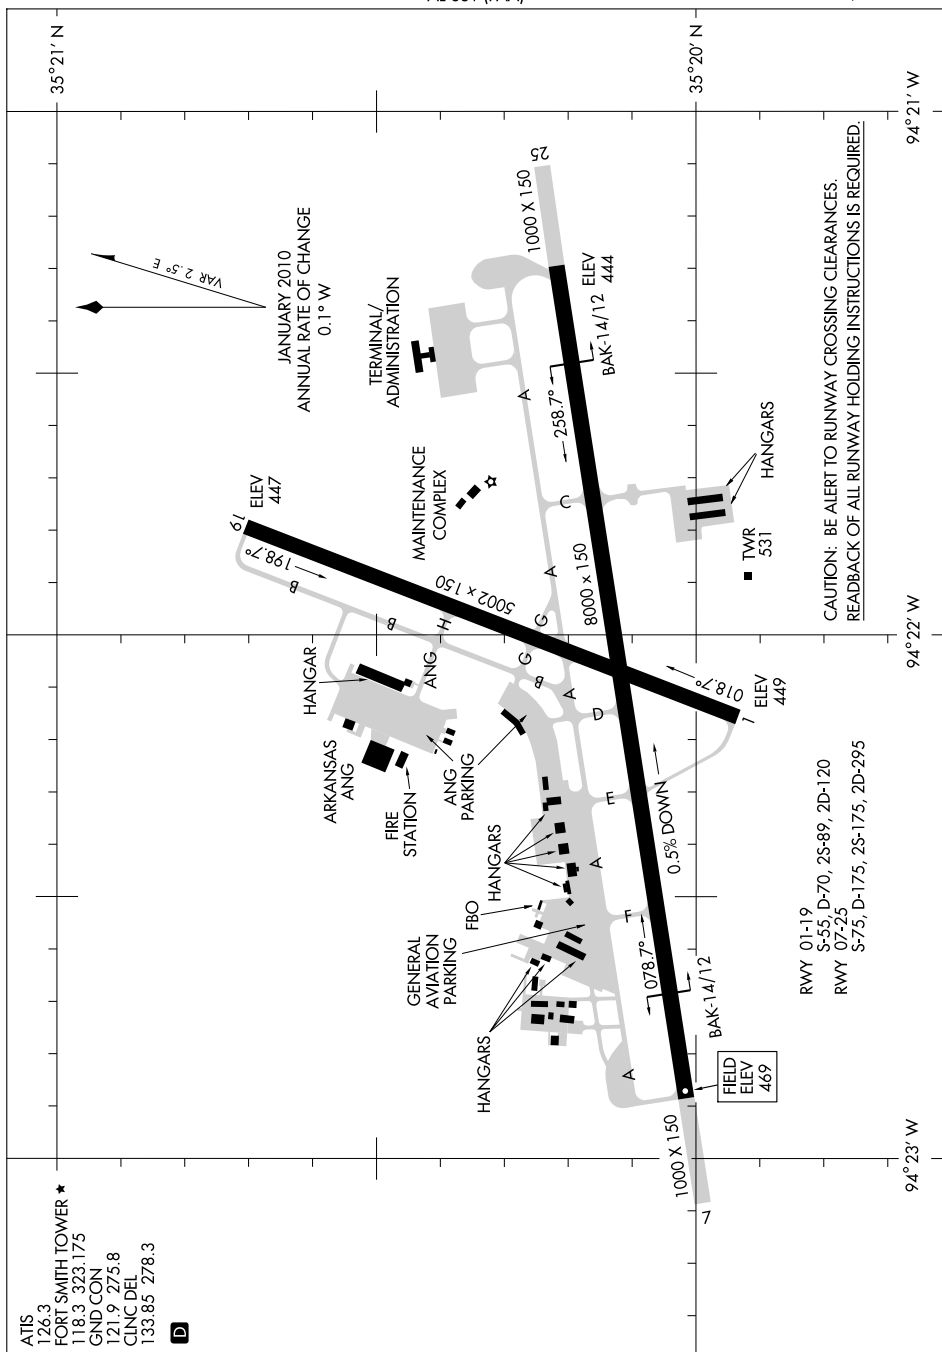 ATIS
126.3
FORT SMITH TOWER ★
118.3 323.175
GND CON
121.9 275.8
CLNC DEL
133.85 278.3
D
35°21' N
35°20' N
94°21' W
94°22' W
94°23' W
VAR 2.5° E
JANUARY 2010
ANNUAL RATE OF CHANGE
0.1° W
TERMINAL/
ADMINISTRATION
MAINTENANCE
COMPLEX
ELEV
447
19
198.7°
5002 x 150
B
B
H
G
G
B
HANGAR
ANG
ARKANSAS
ANG
FIRE
STATION
ANG
PARKING
HANGARS
FBO
GENERAL
AVIATION
PARKING
HANGARS
A
A
A
A
A
C
D
E
F
25
1000 X 150
ELEV
444
BAK-14/12
258.7°
8000 x 150
HANGARS
TWR
531
018.7°
1
ELEV
449
0.5% DOWN
078.7°
BAK-14/12
FIELD
ELEV
469
1000 X 150
7
RWY 01-19
S-55, D-70, 2S-89, 2D-120
RWY 07-25
S-75, D-175, 2S-175, 2D-295
CAUTION: BE ALERT TO RUNWAY CROSSING CLEARANCES.
READBACK OF ALL RUNWAY HOLDING INSTRUCTIONS IS REQUIRED.